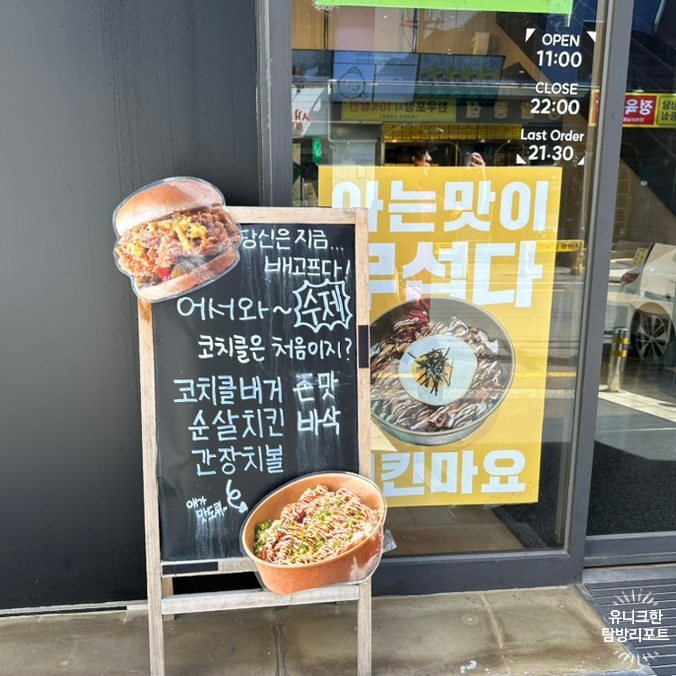 OPEN
11:00
CLOSE
22:00
Last Order
21:30
아는맛이
무섭다
치킨마요
당신은 지금...
배고프다!
어서와~ 수제
코치클은 처음이지?
코치클버거 존맛
순살치킨 바삭
간장치볼
유니크한
탐방리포트